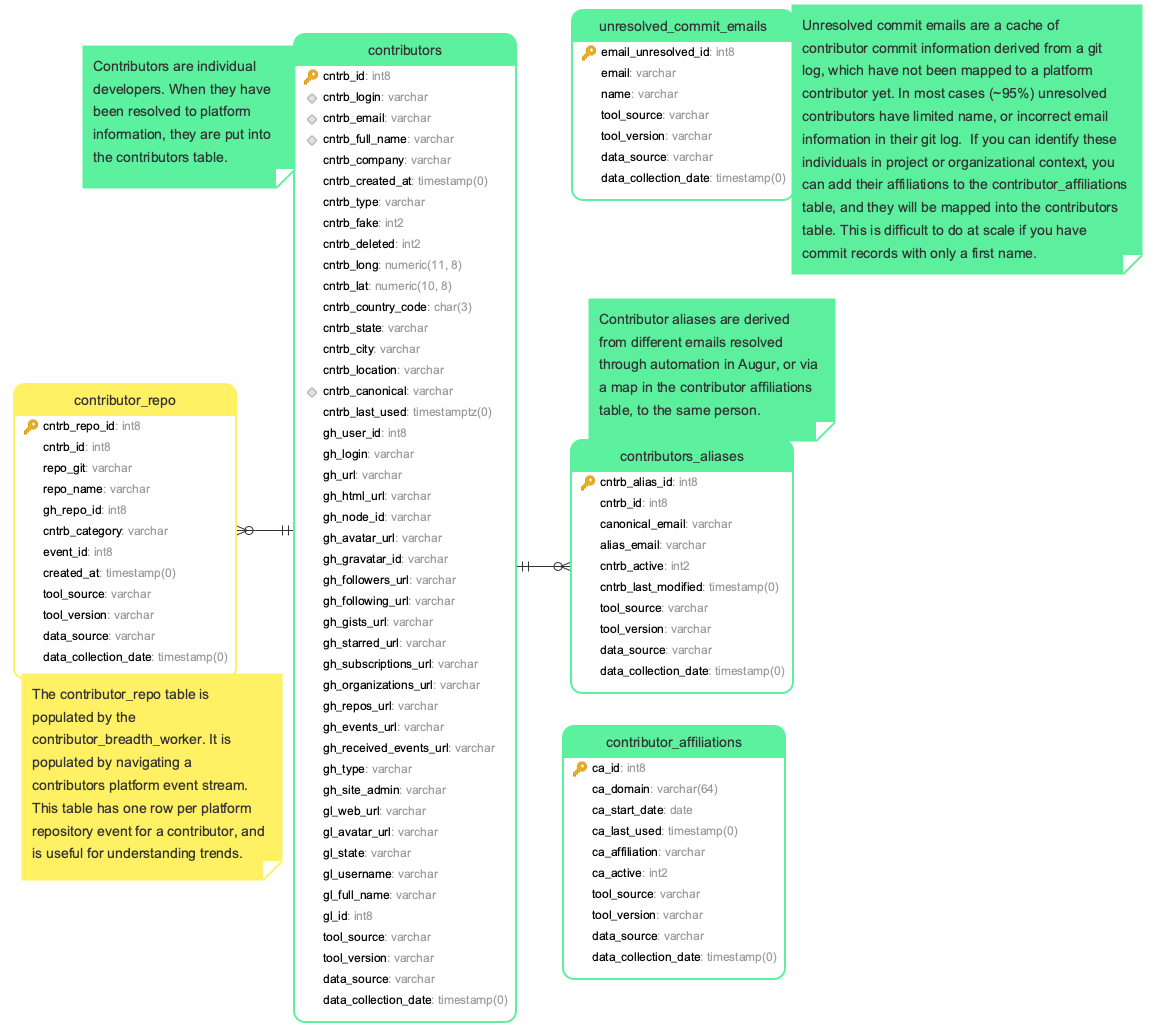 Contributors are individual
developers. When they have
been resolved to platform
information, they are put into
the contributors table.
contributors
cntrb_id: int8
cntrb_login: varchar
cntrb_email: varchar
cntrb_full_name: varchar
cntrb_company: varchar
cntrb_created_at: timestamp(0)
cntrb_type: varchar
cntrb_fake: int2
cntrb_deleted: int2
cntrb_long: numeric(11, 8)
cntrb_lat: numeric(10, 8)
cntrb_country_code: char(3)
cntrb_state: varchar
cntrb_city: varchar
cntrb_location: varchar
cntrb_canonical: varchar
cntrb_last_used: timestamptz(0)
gh_user_id: int8
gh_login: varchar
gh_url: varchar
gh_html_url: varchar
gh_node_id: varchar
gh_avatar_url: varchar
gh_gravatar_id: varchar
gh_followers_url: varchar
gh_following_url: varchar
gh_gists_url: varchar
gh_starred_url: varchar
gh_subscriptions_url: varchar
gh_organizations_url: varchar
gh_repos_url: varchar
gh_events_url: varchar
gh_received_events_url: varchar
gh_type: varchar
gh_site_admin: varchar
gl_web_url: varchar
gl_avatar_url: varchar
gl_state: varchar
gl_username: varchar
gl_full_name: varchar
gl_id: int8
tool_source: varchar
tool_version: varchar
data_source: varchar
data_collection_date: timestamp(0)
unresolved_commit_emails
email_unresolved_id: int8
email: varchar
name: varchar
tool_source: varchar
tool_version: varchar
data_source: varchar
data_collection_date: timestamp(0)
Unresolved commit emails are a cache of
contributor commit information derived from a git
log, which have not been mapped to a platform
contributor yet. In most cases (~95%) unresolved
contributors have limited name, or incorrect email
information in their git log.  If you can identify these
individuals in project or organizational context, you
can add their affiliations to the contributor_affiliations
table, and they will be mapped into the contributors
table. This is difficult to do at scale if you have
commit records with only a first name.
Contributor aliases are derived
from different emails resolved
through automation in Augur, or via
a map in the contributor affiliations
table, to the same person.
contributor_repo
cntrb_repo_id: int8
cntrb_id: int8
repo_git: varchar
repo_name: varchar
gh_repo_id: int8
cntrb_category: varchar
event_id: int8
created_at: timestamp(0)
tool_source: varchar
tool_version: varchar
data_source: varchar
data_collection_date: timestamp(0)
The contributor_repo table is
populated by the
contributor_breadth_worker. It is
populated by navigating a
contributors platform event stream.
This table has one row per platform
repository event for a contributor, and
is useful for understanding trends.
contributors_aliases
cntrb_alias_id: int8
cntrb_id: int8
canonical_email: varchar
alias_email: varchar
cntrb_active: int2
cntrb_last_modified: timestamp(0)
tool_source: varchar
tool_version: varchar
data_source: varchar
data_collection_date: timestamp(0)
contributor_affiliations
ca_id: int8
ca_domain: varchar(64)
ca_start_date: date
ca_last_used: timestamp(0)
ca_affiliation: varchar
ca_active: int2
tool_source: varchar
tool_version: varchar
data_source: varchar
data_collection_date: timestamp(0)